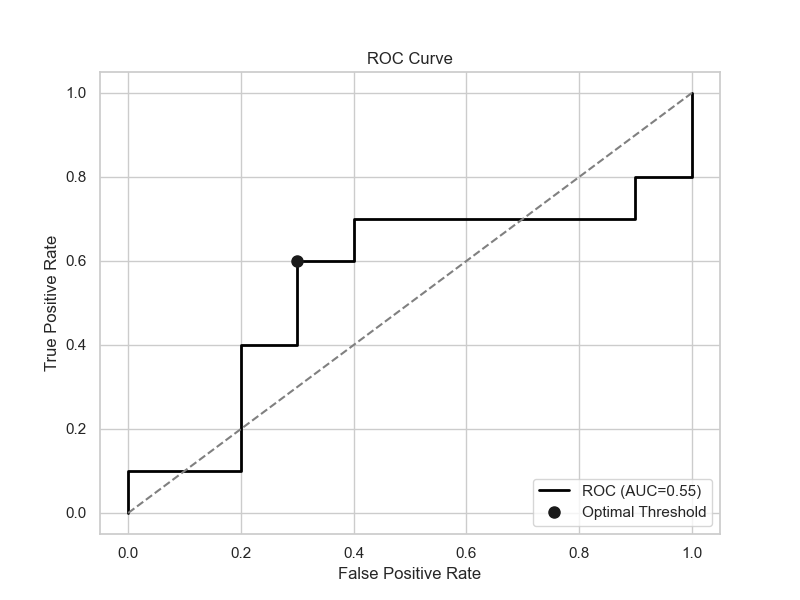 ROC Curve
True Positive Rate
1.0
0.8
0.6
0.4
0.2
0.0
ROC (AUC=0.55)
Optimal Threshold
0.0 0.2 0.4 0.6 0.8 1.0
False Positive Rate